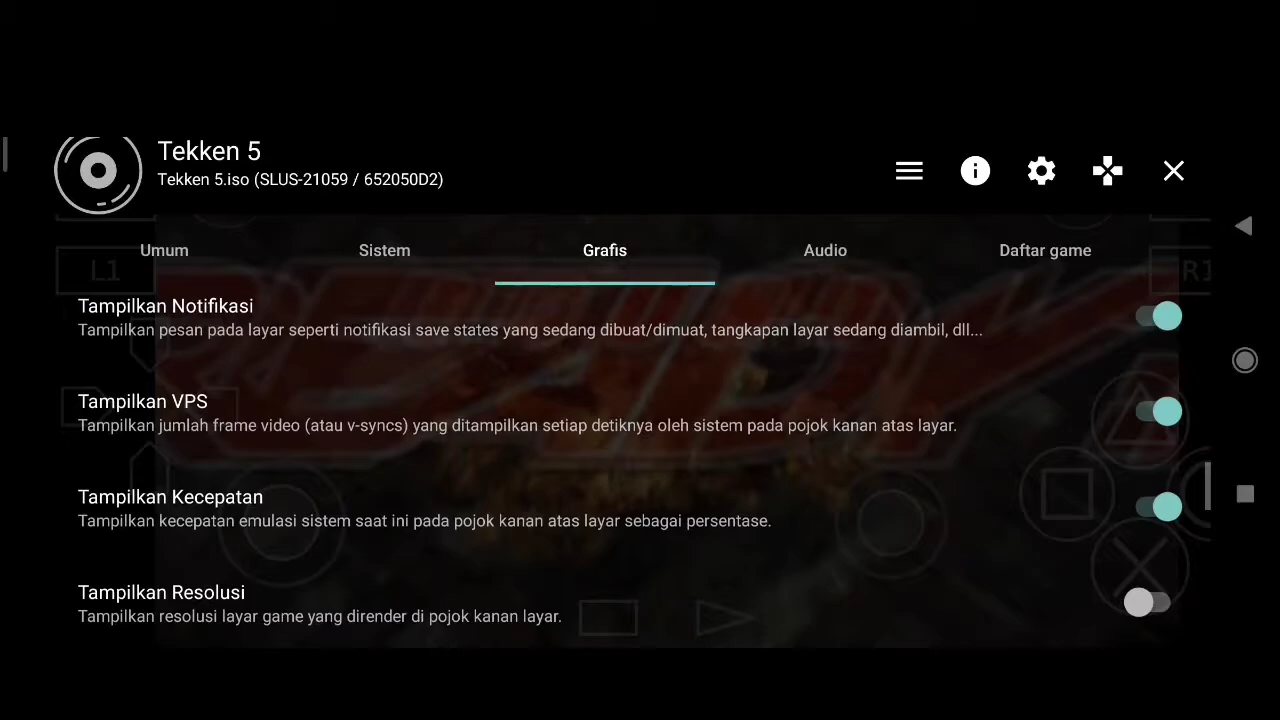 Tekken 5
Tekken 5.iso (SLUS-21059 / 652050D2)
Umum Sistem Grafis Audio Daftar game
L1
R1
Tampilkan Notifikasi
Tampilkan pesan pada layar seperti notifikasi save states yang sedang dibuat/dimuat, tangkapan layar sedang diambil, dll...
Tampilkan VPS
Tampilkan jumlah frame video (atau v-syncs) yang ditampilkan setiap detiknya oleh sistem pada pojok kanan atas layar.
Tampilkan Kecepatan
Tampilkan kecepatan emulasi sistem saat ini pada pojok kanan atas layar sebagai persentase.
Tampilkan Resolusi
Tampilkan resolusi layar game yang dirender di pojok kanan layar.